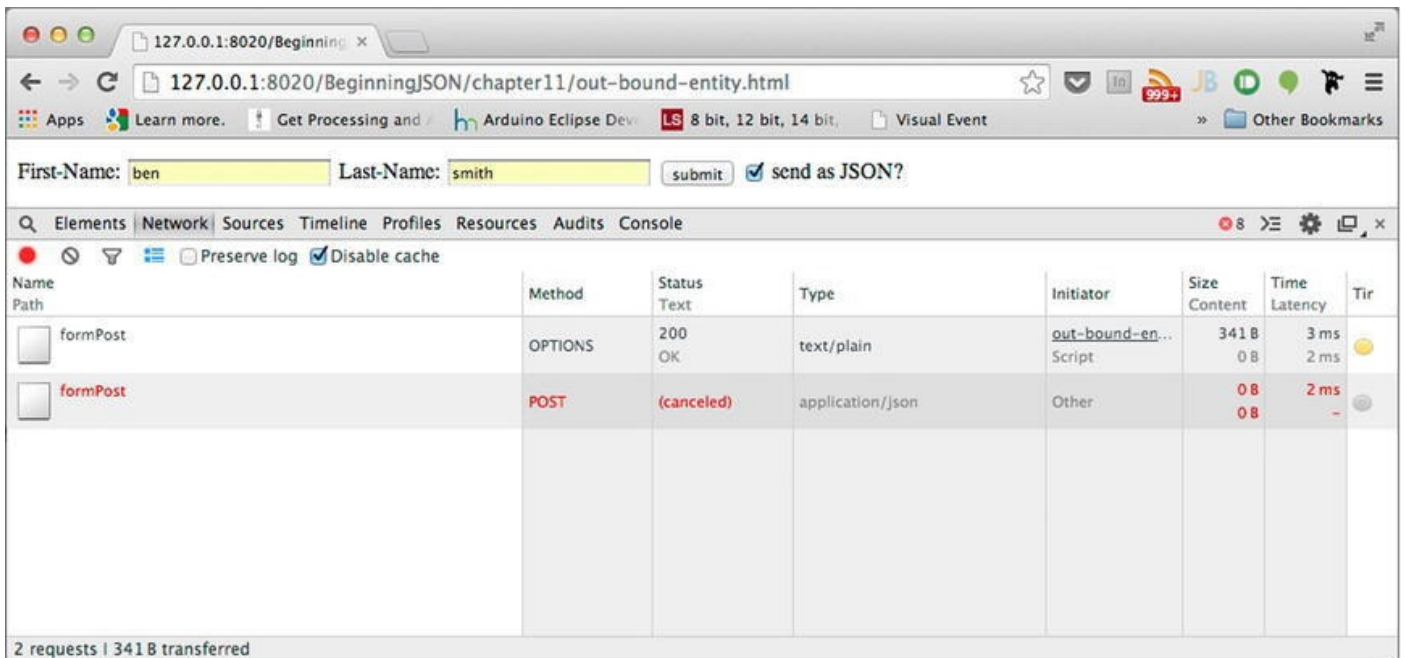 127.0.0.1:8020/Beginning
127.0.0.1:8020/BeginningJSON/chapter11/out-bound-entity.html
In 999+ JB
Apps Learn more. Get Processing and Arduino Eclipse Dev LS 8 bit, 12 bit, 14 bit, Visual Event » Other Bookmarks
First-Name: ben Last-Name: smith submit send as JSON?
Elements Network Sources Timeline Profiles Resources Audits Console 8
Preserve log Disable cache
Name Method Status Type Initiator Size Time Tir
Path Text Content Latency
formPost OPTIONS 200 text/plain out-bound-en... 341 B 3 ms
OK Script 0 B 2 ms
formPost POST (canceled) application/json Other 0 B 2 ms
0 B –
2 requests | 341 B transferred